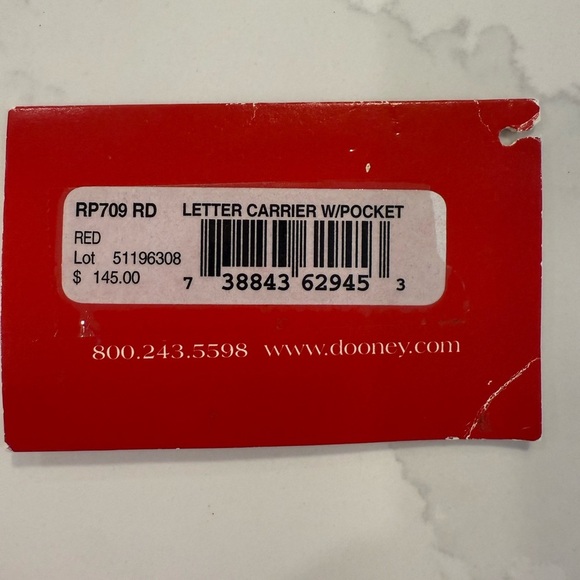 RP709 RD LETTER CARRIER W/POCKET
RED
Lot 51196308
$ 145.00
7 38843 62945 3
800.243.5598 www.dooney.com